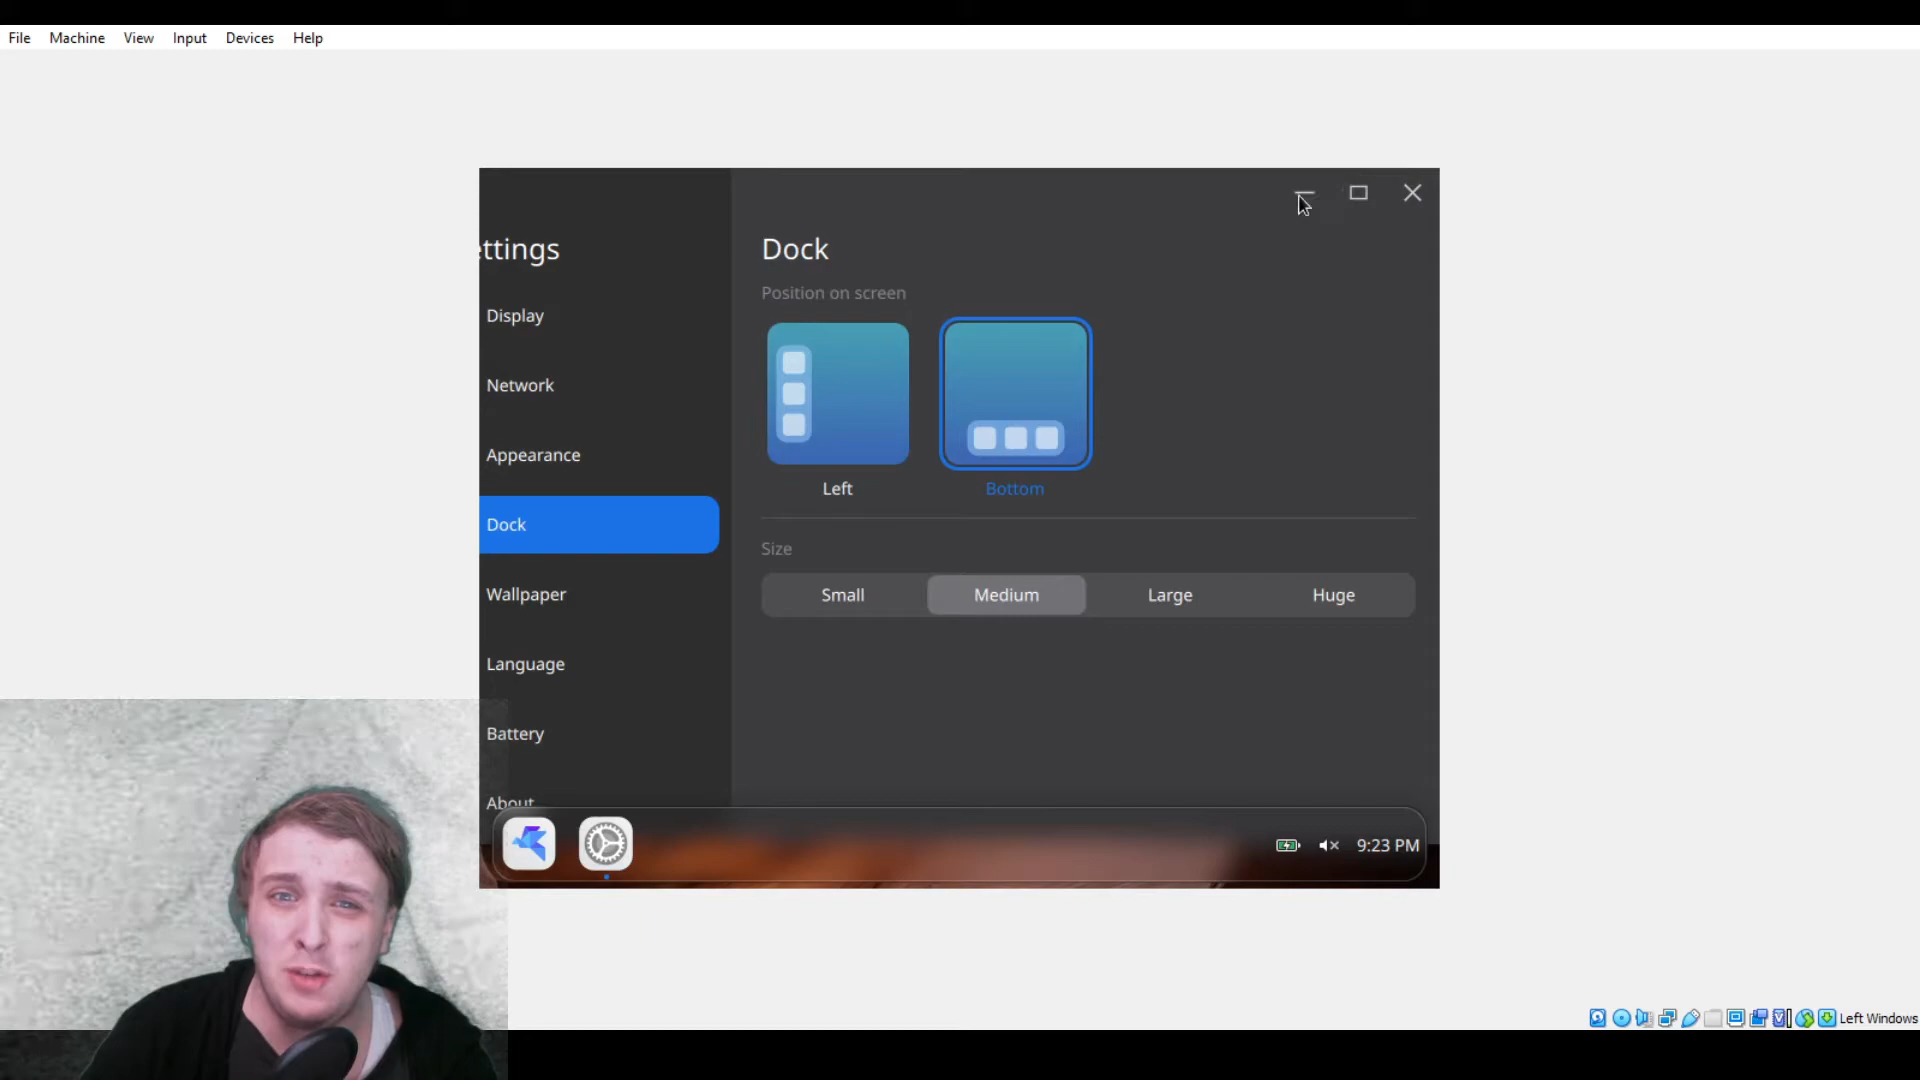 File Machine View Input Devices Help
ettings
Display
Network
Appearance
Dock
Wallpaper
Language
Battery
About
Dock
Position on screen
Left Bottom
Size
Small Medium Large Huge
9:23 PM
Left Windows